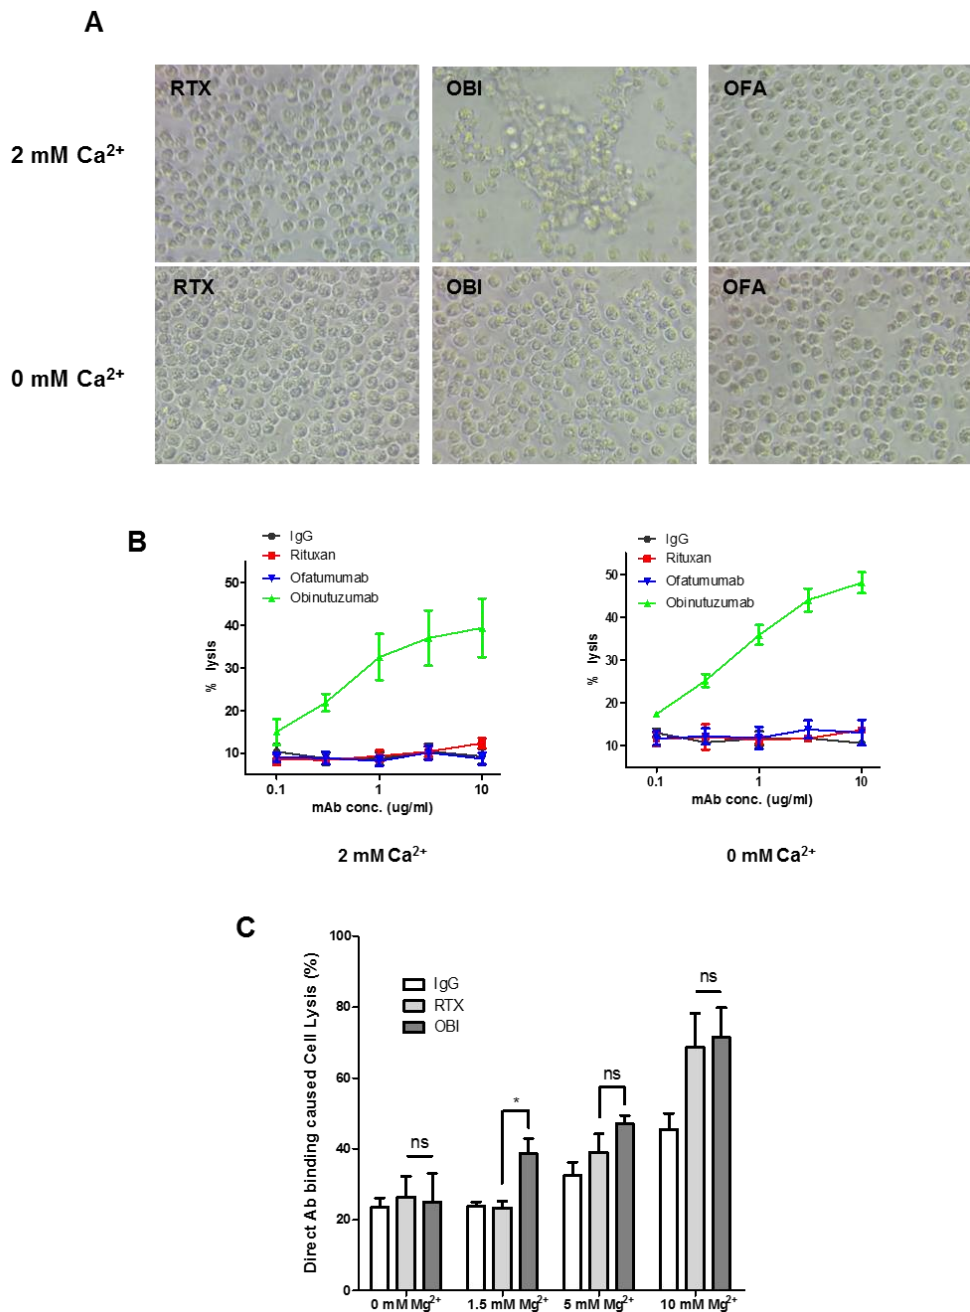 A
2 mM Ca²⁺
RTX
OBI
OFA
0 mM Ca²⁺
RTX
OBI
OFA
B
IgG
Rituxan
Ofatumumab
Obinutuzumab
% lysis
50
40
30
20
10
0.1
1
10
mAb conc. (ug/ml)
2 mM Ca²⁺
IgG
Rituxan
Ofatumumab
Obinutuzumab
% lysis
50
40
30
20
10
0.1
1
10
mAb conc. (ug/ml)
0 mM Ca²⁺
C
Direct Ab binding caused Cell Lysis (%)
100
80
60
40
20
0
IgG
RTX
OBI
ns
*
ns
ns
0 mM Mg²⁺
1.5 mM Mg²⁺
5 mM Mg²⁺
10 mM Mg²⁺